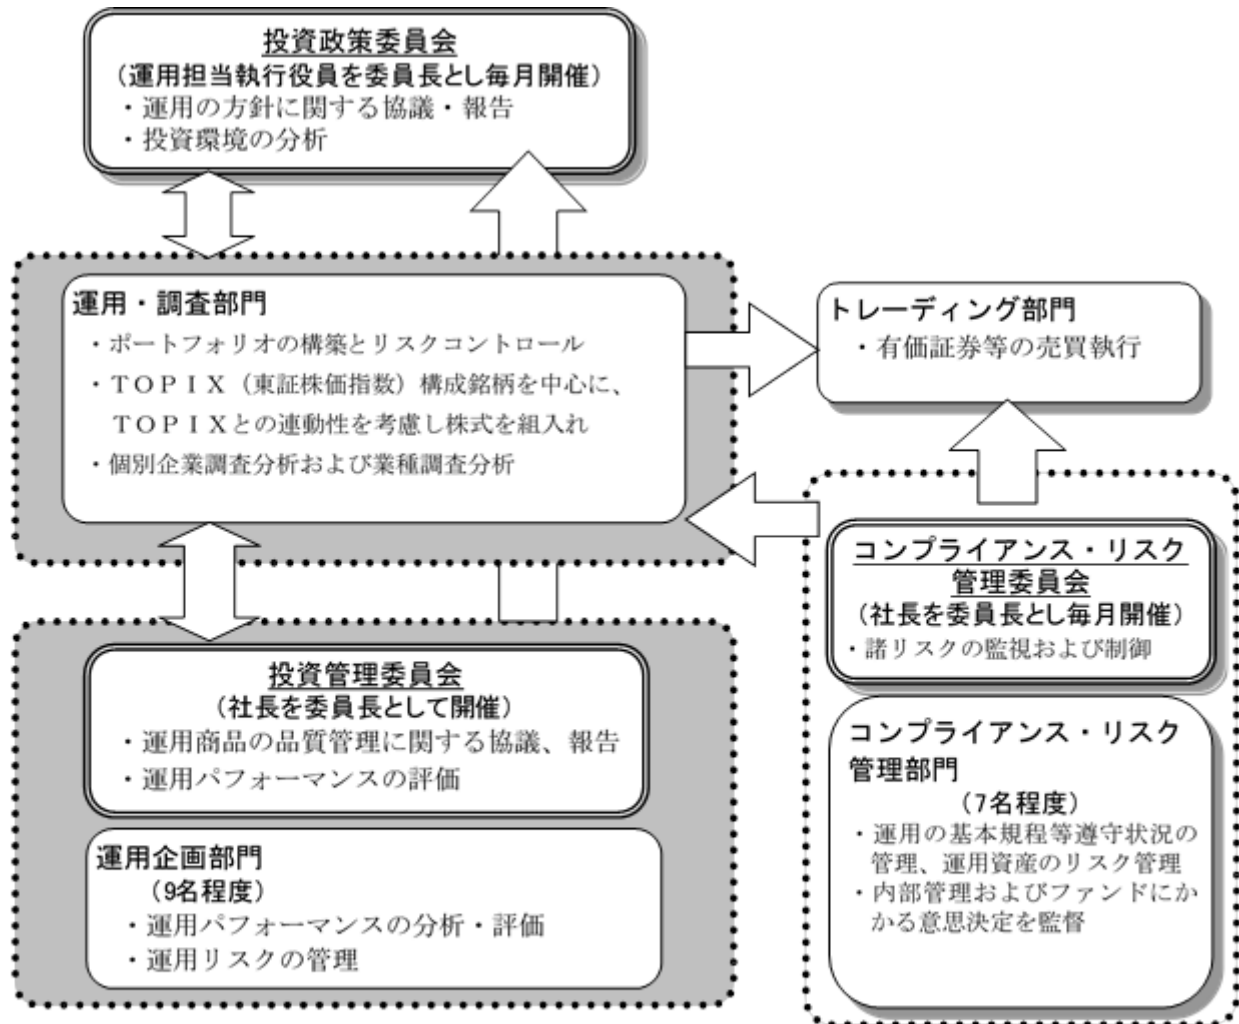 投資政策委員会
（運用担当執行役員を委員長とし毎月開催）
・運用の方針に関する協議・報告
・投資環境の分析
運用・調査部門
・ポートフォリオの構築とリスクコントロール
・ＴＯＰＩＸ（東証株価指数）構成銘柄を中心に、
ＴＯＰＩＸとの連動性を考慮し株式を組入れ
・個別企業調査分析および業種調査分析
トレーディング部門
・有価証券等の売買執行
コンプライアンス・リスク
管理委員会
（社長を委員長とし毎月開催）
・諸リスクの監視および制御
コンプライアンス・リスク
管理部門
（7名程度）
・運用の基本規程等遵守状況の
管理、運用資産のリスク管理
・内部管理およびファンドにか
かる意思決定を監督
投資管理委員会
（社長を委員長として開催）
・運用商品の品質管理に関する協議、報告
・運用パフォーマンスの評価
運用企画部門
（9名程度）
・運用パフォーマンスの分析・評価
・運用リスクの管理